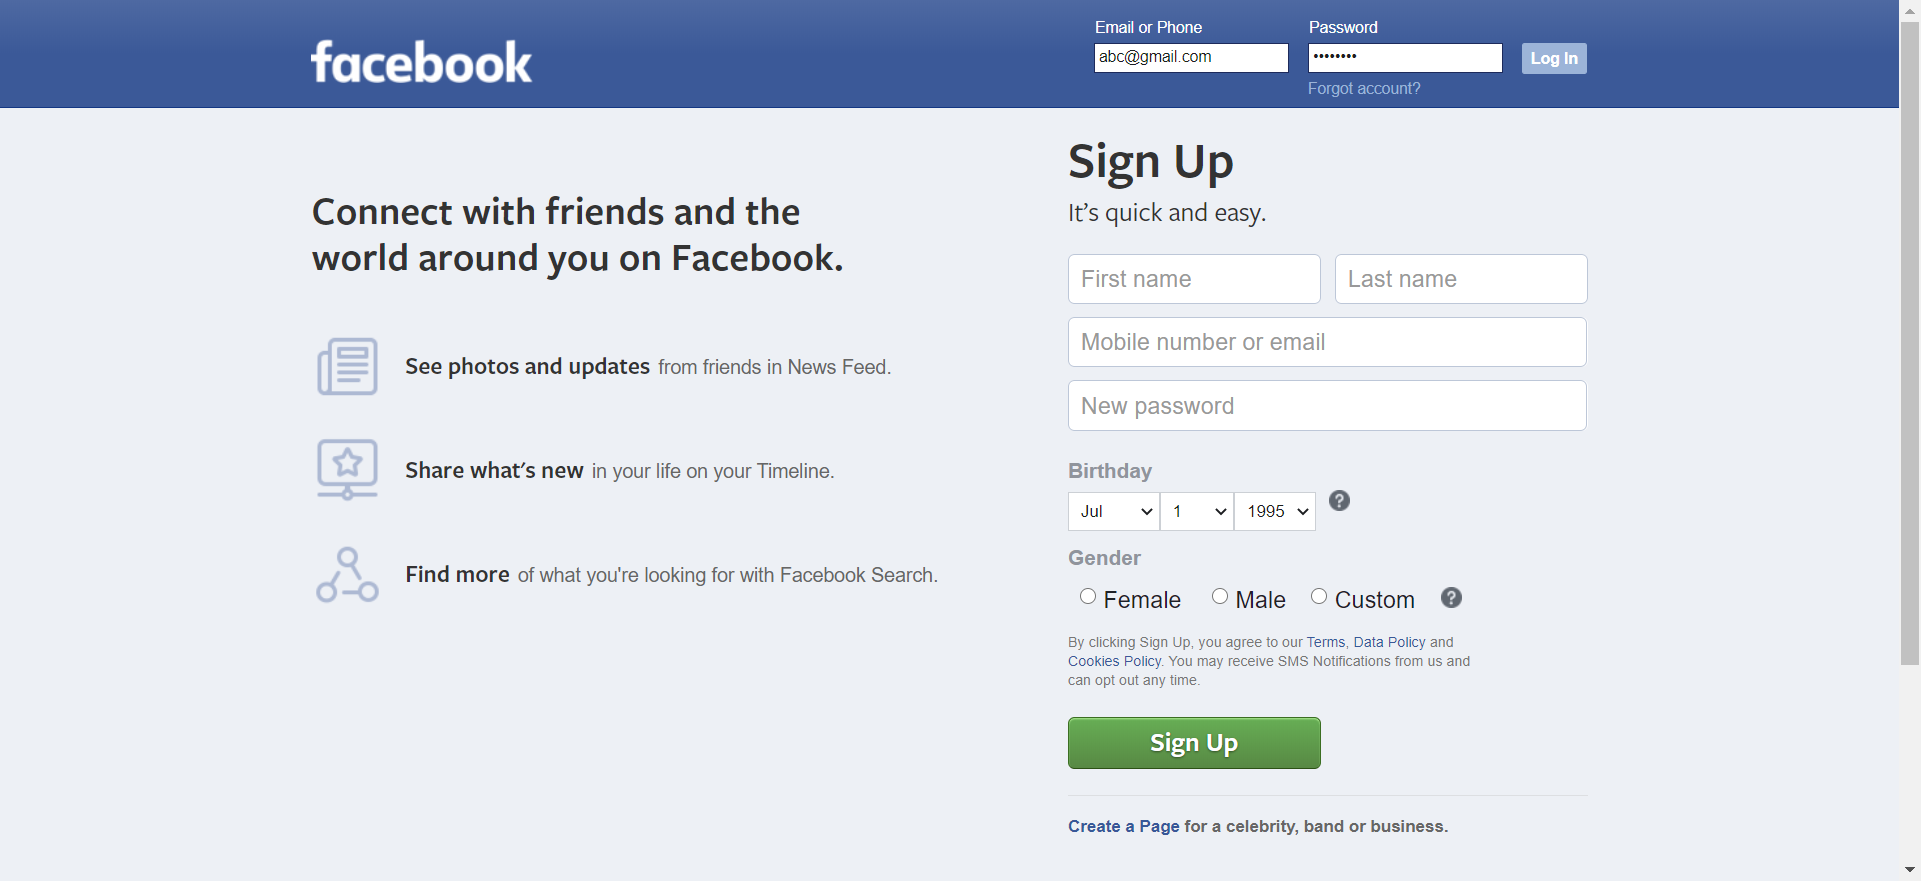 facebook
Email or Phone
Password
abc@gmail.com
••••••••
Log In
Forgot account?
Connect with friends and the
world around you on Facebook.
See photos and updates from friends in News Feed.
Share what's new in your life on your Timeline.
Find more of what you're looking for with Facebook Search.
Sign Up
It’s quick and easy.
First name
Last name
Mobile number or email
New password
Birthday
Jul
1
1995
?
Gender
Female
Male
Custom
?
By clicking Sign Up, you agree to our Terms, Data Policy and
Cookies Policy. You may receive SMS Notifications from us and
can opt out any time.
Sign Up
Create a Page for a celebrity, band or business.